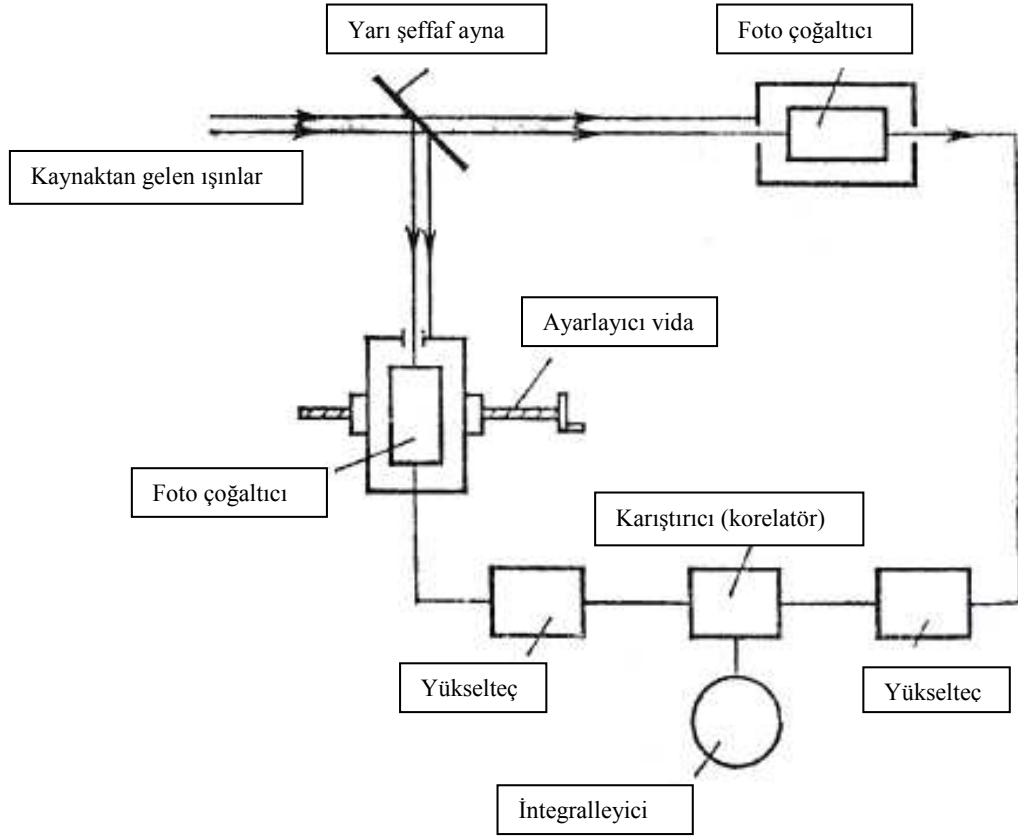 Yarı şeffaf ayna
Foto çoğaltıcı
Kaynaktan gelen ışınlar
Ayarlayıcı vida
Foto çoğaltıcı
Karıştırıcı (korelatör)
Yükselteç
Yükselteç
İntegralleyici